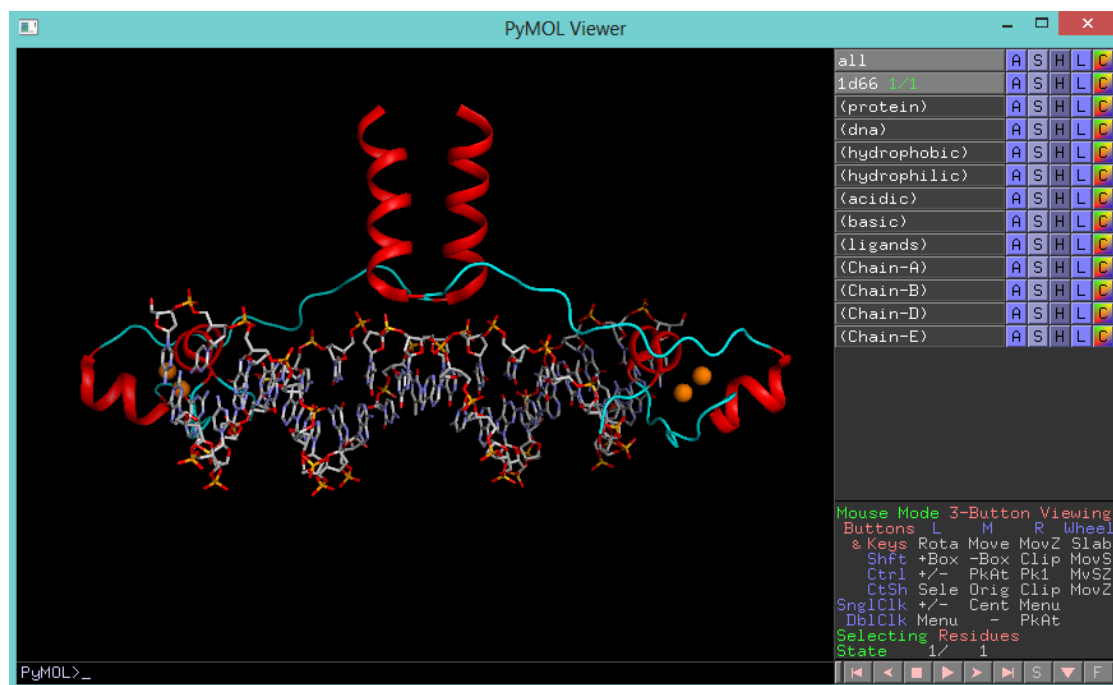 PyMOL Viewer
all A S H L C
1d66 1/1 A S H L C
(protein) A S H L C
(dna) A S H L C
(hydrophobic) A S H L C
(hydrophilic) A S H L C
(acidic) A S H L C
(basic) A S H L C
(ligands) A S H L C
(Chain-A) A S H L C
(Chain-B) A S H L C
(Chain-D) A S H L C
(Chain-E) A S H L C
Mouse Mode 3-Button Viewing
Buttons L M R Wheel
& Keys Rota Move MovZ Slab
Shft +Box -Box Clip MovS
Ctrl +/- PkAt Pk1 MvSZ
CtSh Sele Orig Clip MovZ
SnglClk +/- Cent Menu
DblClk Menu - PkAt
Selecting Residues
State 1/ 1
PyMOL>_
S F